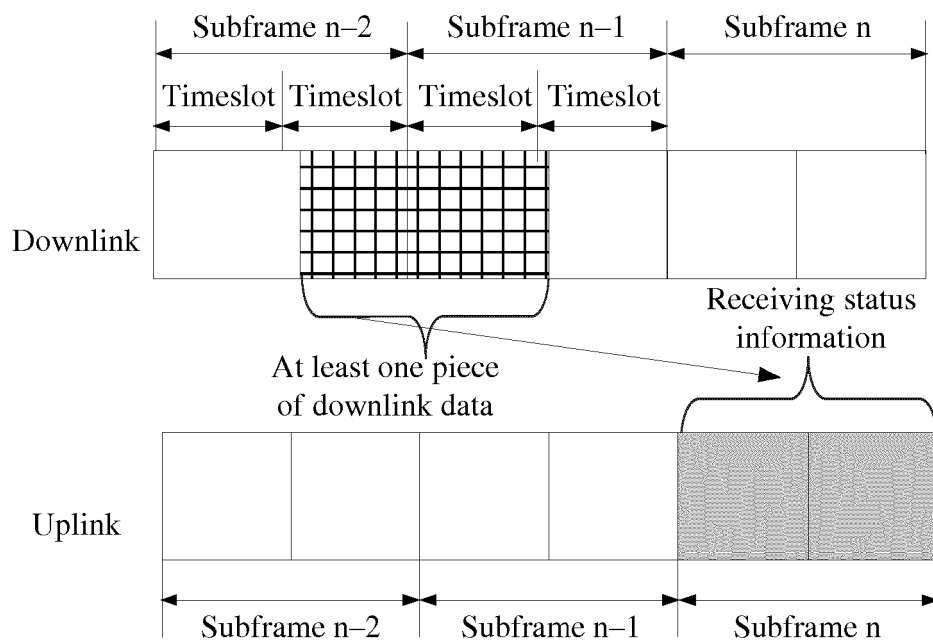 Subframe n–2 Subframe n–1 Subframe n
Timeslot Timeslot Timeslot Timeslot
Downlink
Receiving status
information
At least one piece
of downlink data
Uplink
Subframe n–2 Subframe n–1 Subframe n